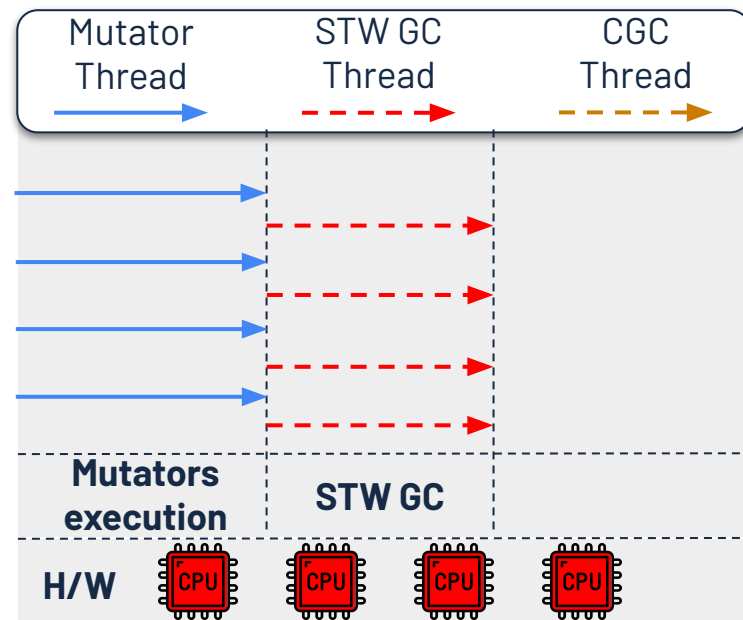 Mutator Thread
STW GC Thread
CGC Thread
Mutators execution
STW GC
H/W
CPU
CPU
CPU
CPU